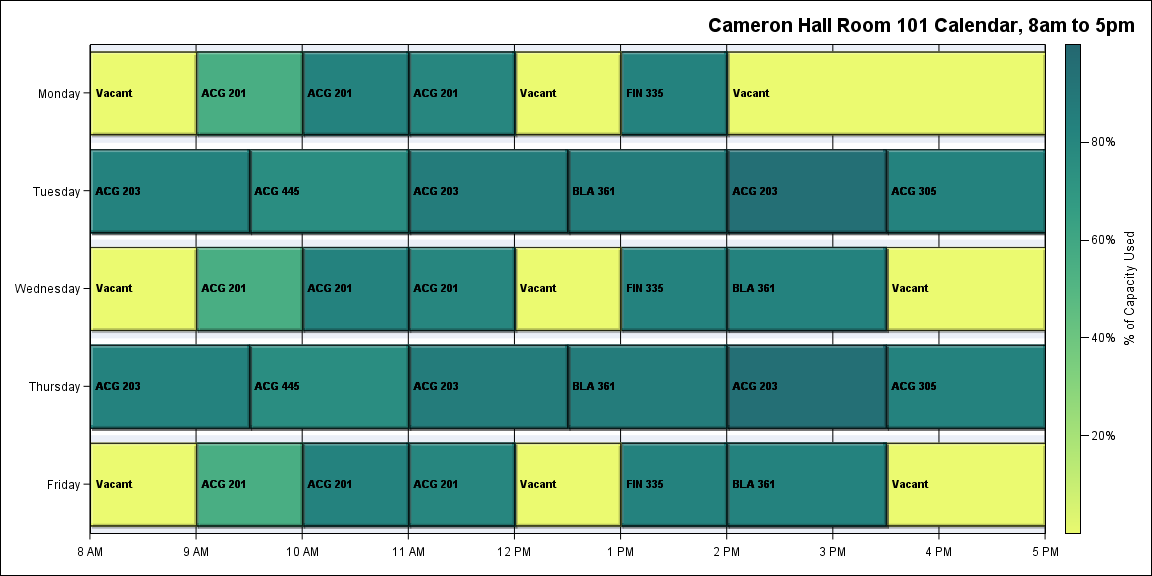 Cameron Hall Room 101 Calendar, 8am to 5pm
Monday
Vacant
ACG 201
ACG 201
ACG 201
Vacant
FIN 335
Vacant
Tuesday
ACG 203
ACG 445
ACG 203
BLA 361
ACG 203
ACG 305
Wednesday
Vacant
ACG 201
ACG 201
ACG 201
Vacant
FIN 335
BLA 361
Vacant
Thursday
ACG 203
ACG 445
ACG 203
BLA 361
ACG 203
ACG 305
Friday
Vacant
ACG 201
ACG 201
ACG 201
Vacant
FIN 335
BLA 361
Vacant
8 AM
9 AM
10 AM
11 AM
12 PM
1 PM
2 PM
3 PM
4 PM
5 PM
80%
60%
40%
20%
% of Capacity Used